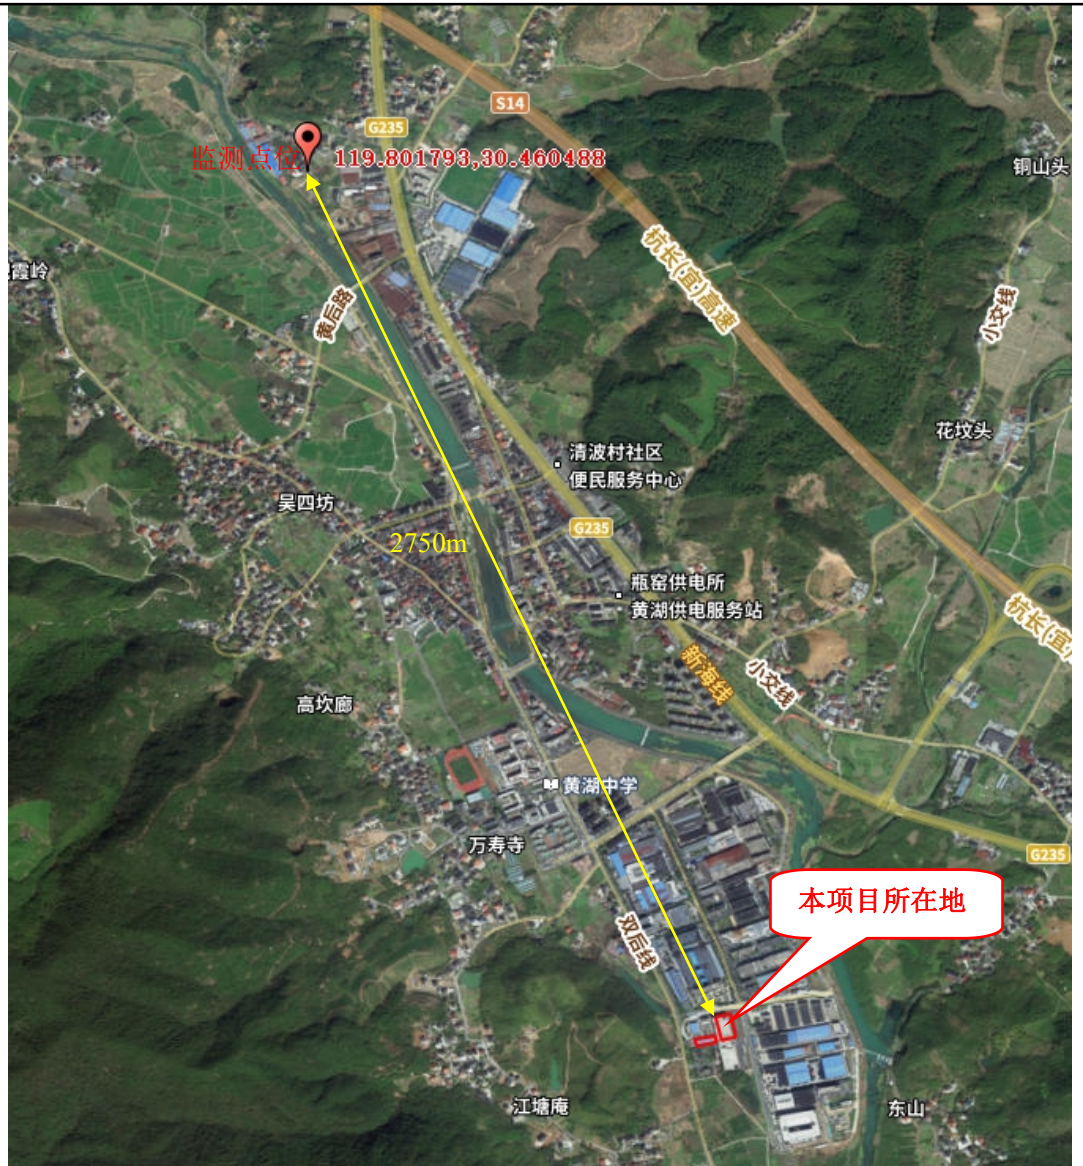 S14
G235
监测点位
119.801793,30.460488
铜山头
杭长(宜)高速
霞岭
黄后路
小交线
花坟头
清波村社区
便民服务中心
吴四坊
G235
2750m
瓶窑供电所
黄湖供电服务站
杭长(宜)
新海线
小交线
高坎廊
黄湖中学
万寿寺
G235
本项目所在地
双后线
江塘庵
东山